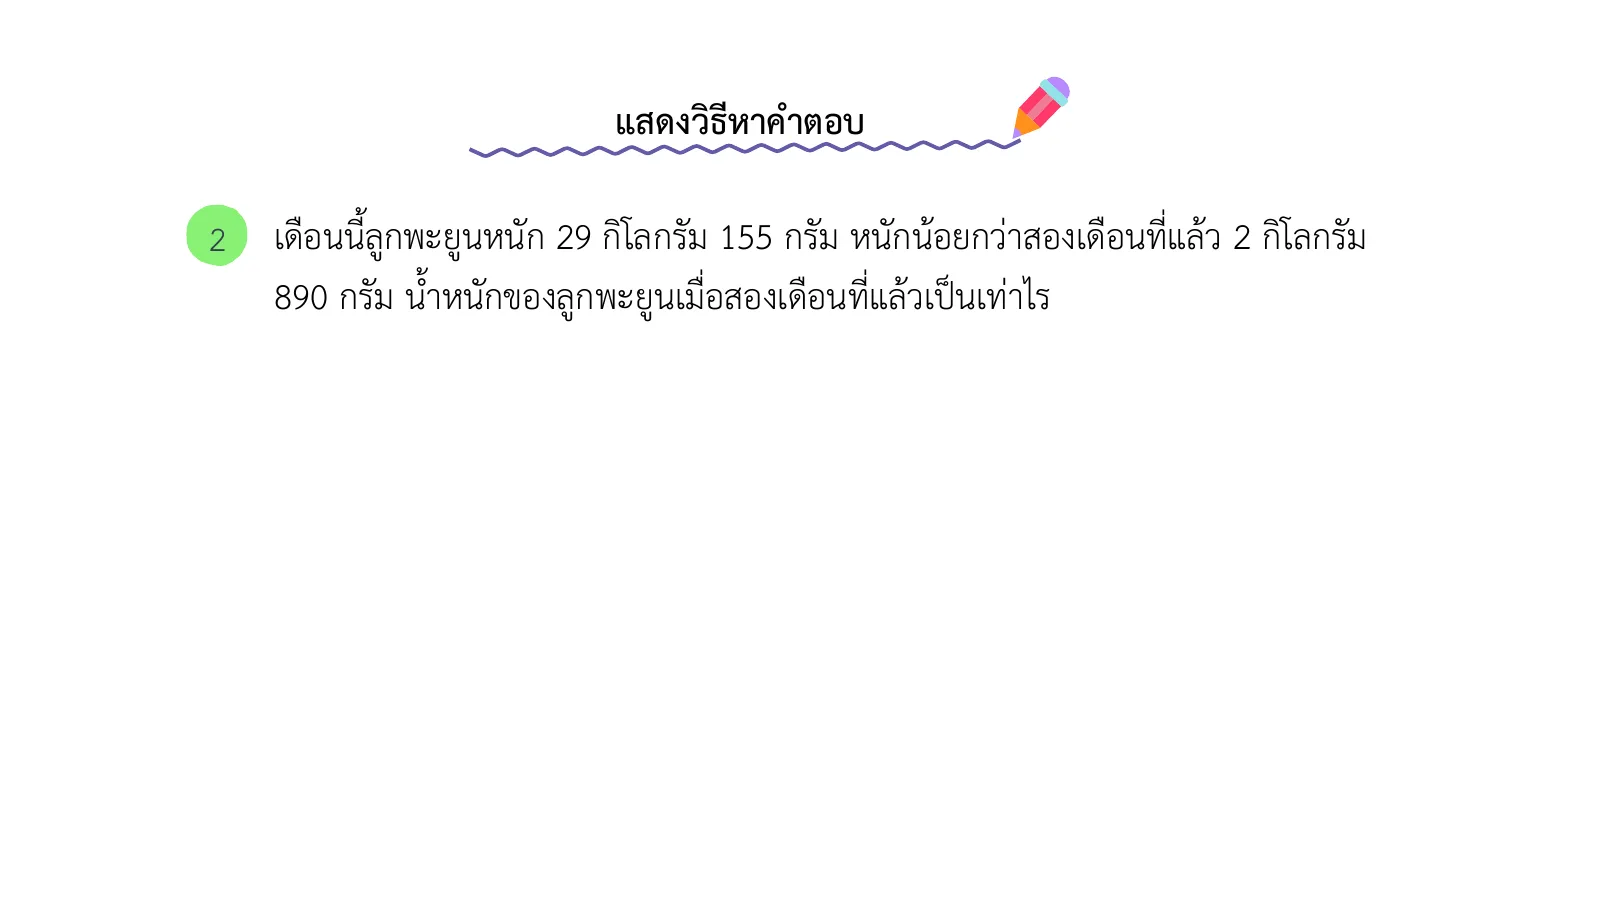 แสดงวิธีหาคำตอบ
2 เดือนนี้ลูกพะยูนหนัก 29 กิโลกรัม 155 กรัม หนักน้อยกว่าสองเดือนที่แล้ว 2 กิโลกรัม
890 กรัม น้ำหนักของลูกพะยูนเมื่อสองเดือนที่แล้วเป็นเท่าไร